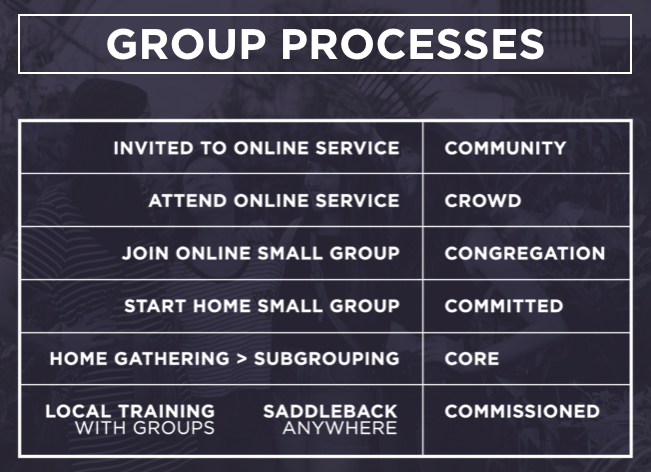 GROUP PROCESSES
INVITED TO ONLINE SERVICE COMMUNITY
ATTEND ONLINE SERVICE CROWD
JOIN ONLINE SMALL GROUP CONGREGATION
START HOME SMALL GROUP COMMITTED
HOME GATHERING > SUBGROUPING CORE
LOCAL TRAINING SADDLEBACK COMMISSIONED
WITH GROUPS ANYWHERE